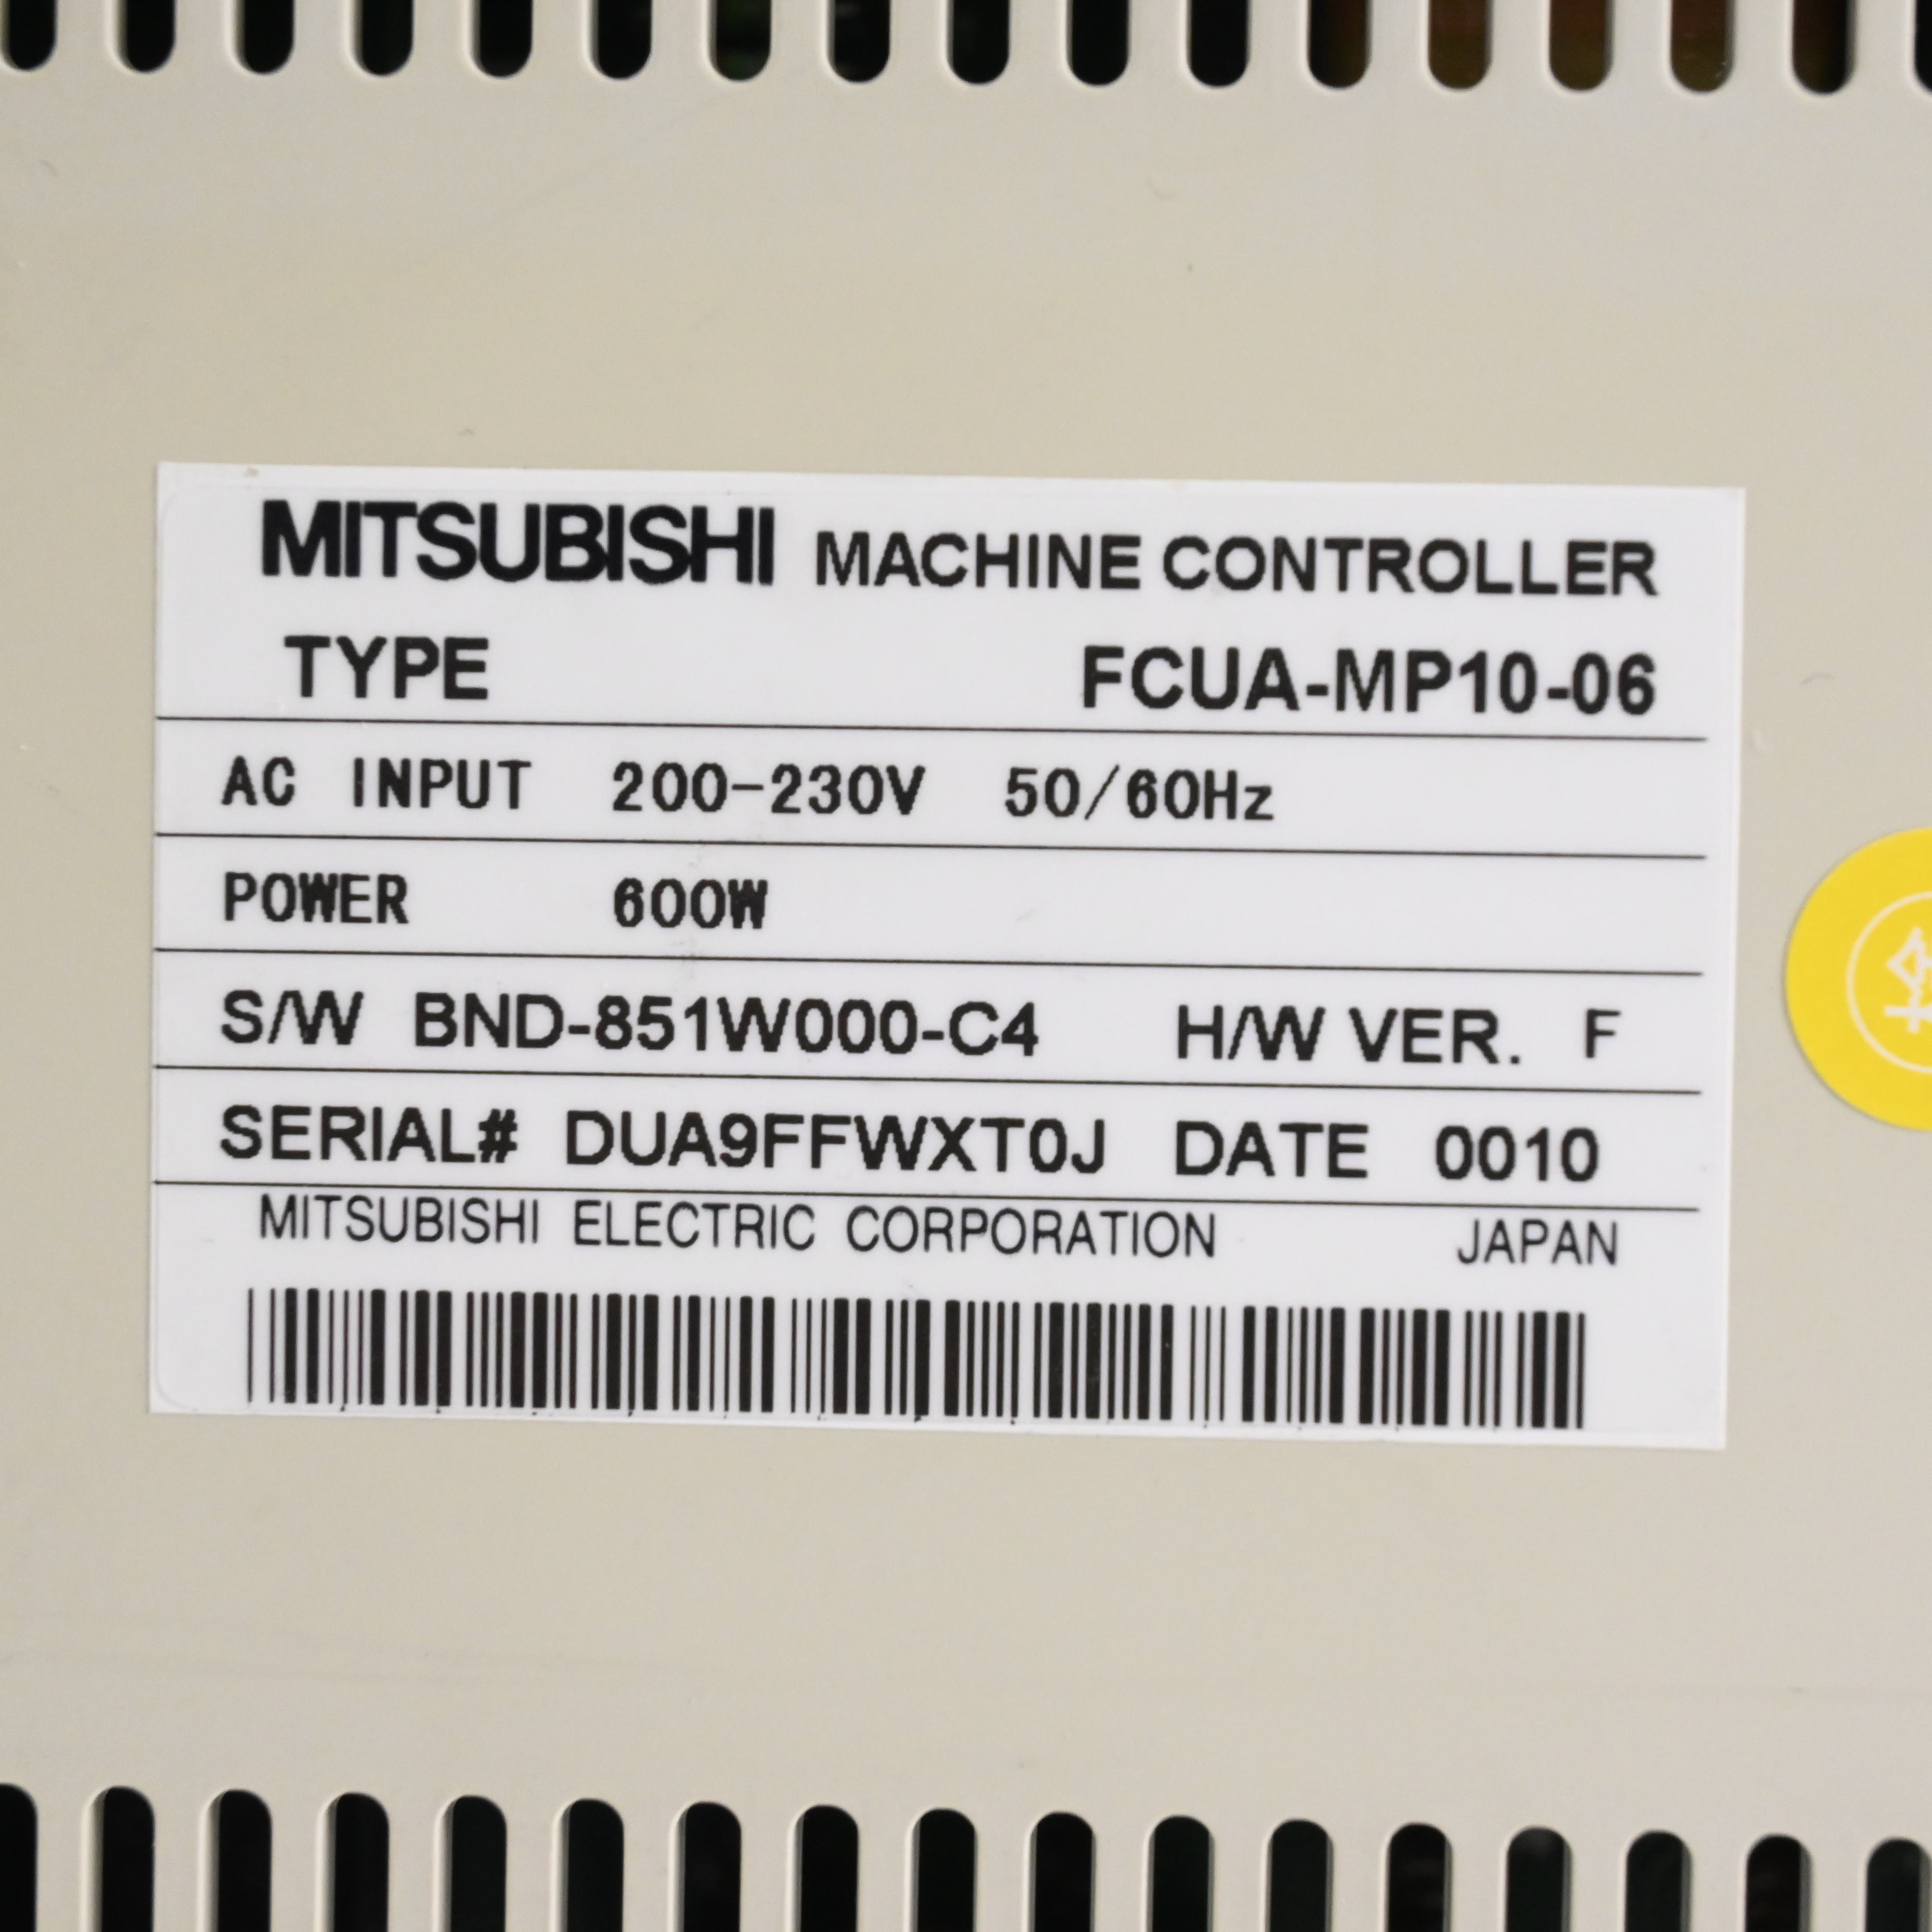 MITSUBISHI MACHINE CONTROLLER
TYPE FCUA-MP10-06
AC INPUT 200-230V 50/60Hz
POWER 600W
S/W BND-851W000-C4 H/W VER. F
SERIAL# DUA9FFWXT0J DATE 0010
MITSUBISHI ELECTRIC CORPORATION JAPAN